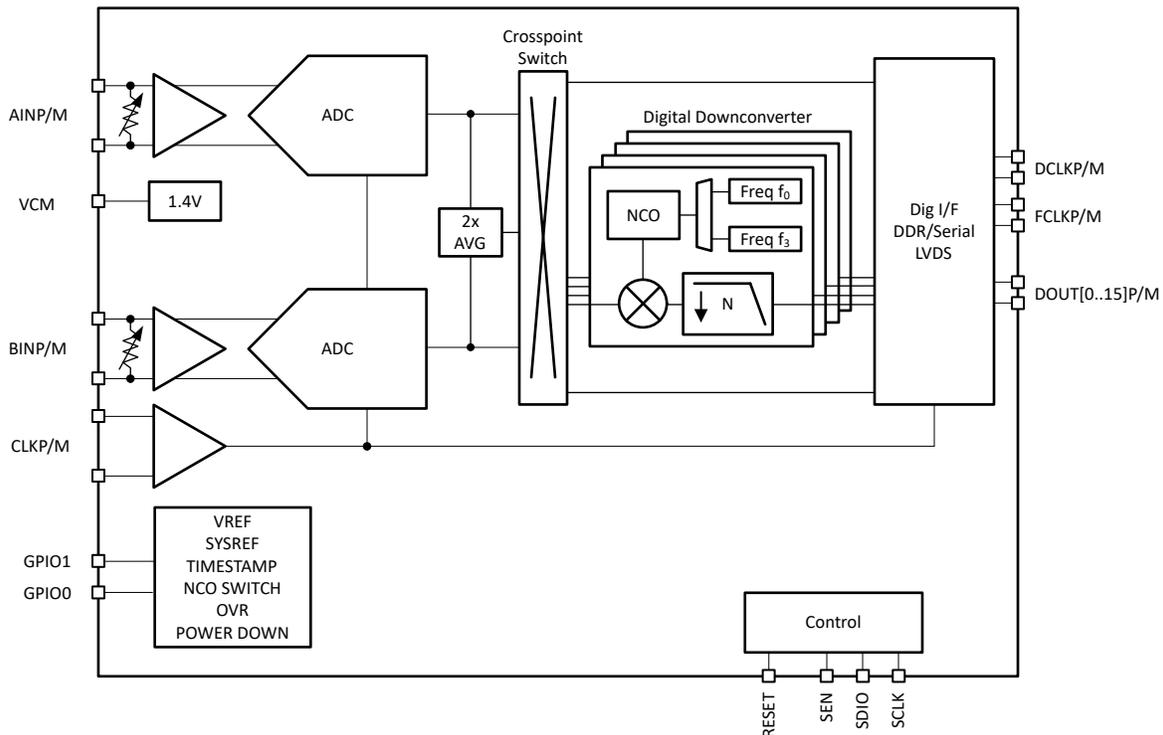 Crosspoint
Switch
AINP/M
ADC
Digital Downconverter
DCLKP/M
VCM
1.4V
2x
AVG
NCO
Freq f₀
Freq f₃
Dig I/F
DDR/Serial
LVDS
FCLKP/M
N
DOUT[0..15]P/M
BINP/M
ADC
CLKP/M
VREF
SYSREF
GPIO1
TIMESTAMP
GPIO0
NCO SWITCH
OVR
POWER DOWN
Control
RESET
SEN
SDIO
SCLK